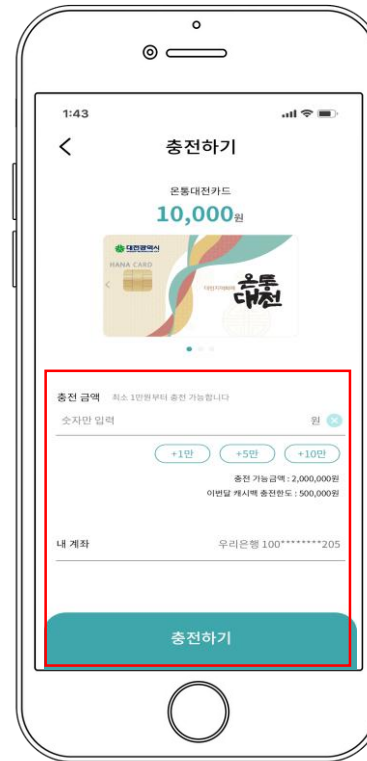 1:43
충전하기
온통대전카드
10,000원
대전광역시
HANA CARD
온통
대전
충전 금액 최소 1만원부터 충전 가능합니다
숫자만 입력 원
+1만 +5만 +10만
충전 가능금액 : 2,000,000원
이번달 캐시백 충전한도 : 500,000원
내 계좌 우리은행 100********205
충전하기